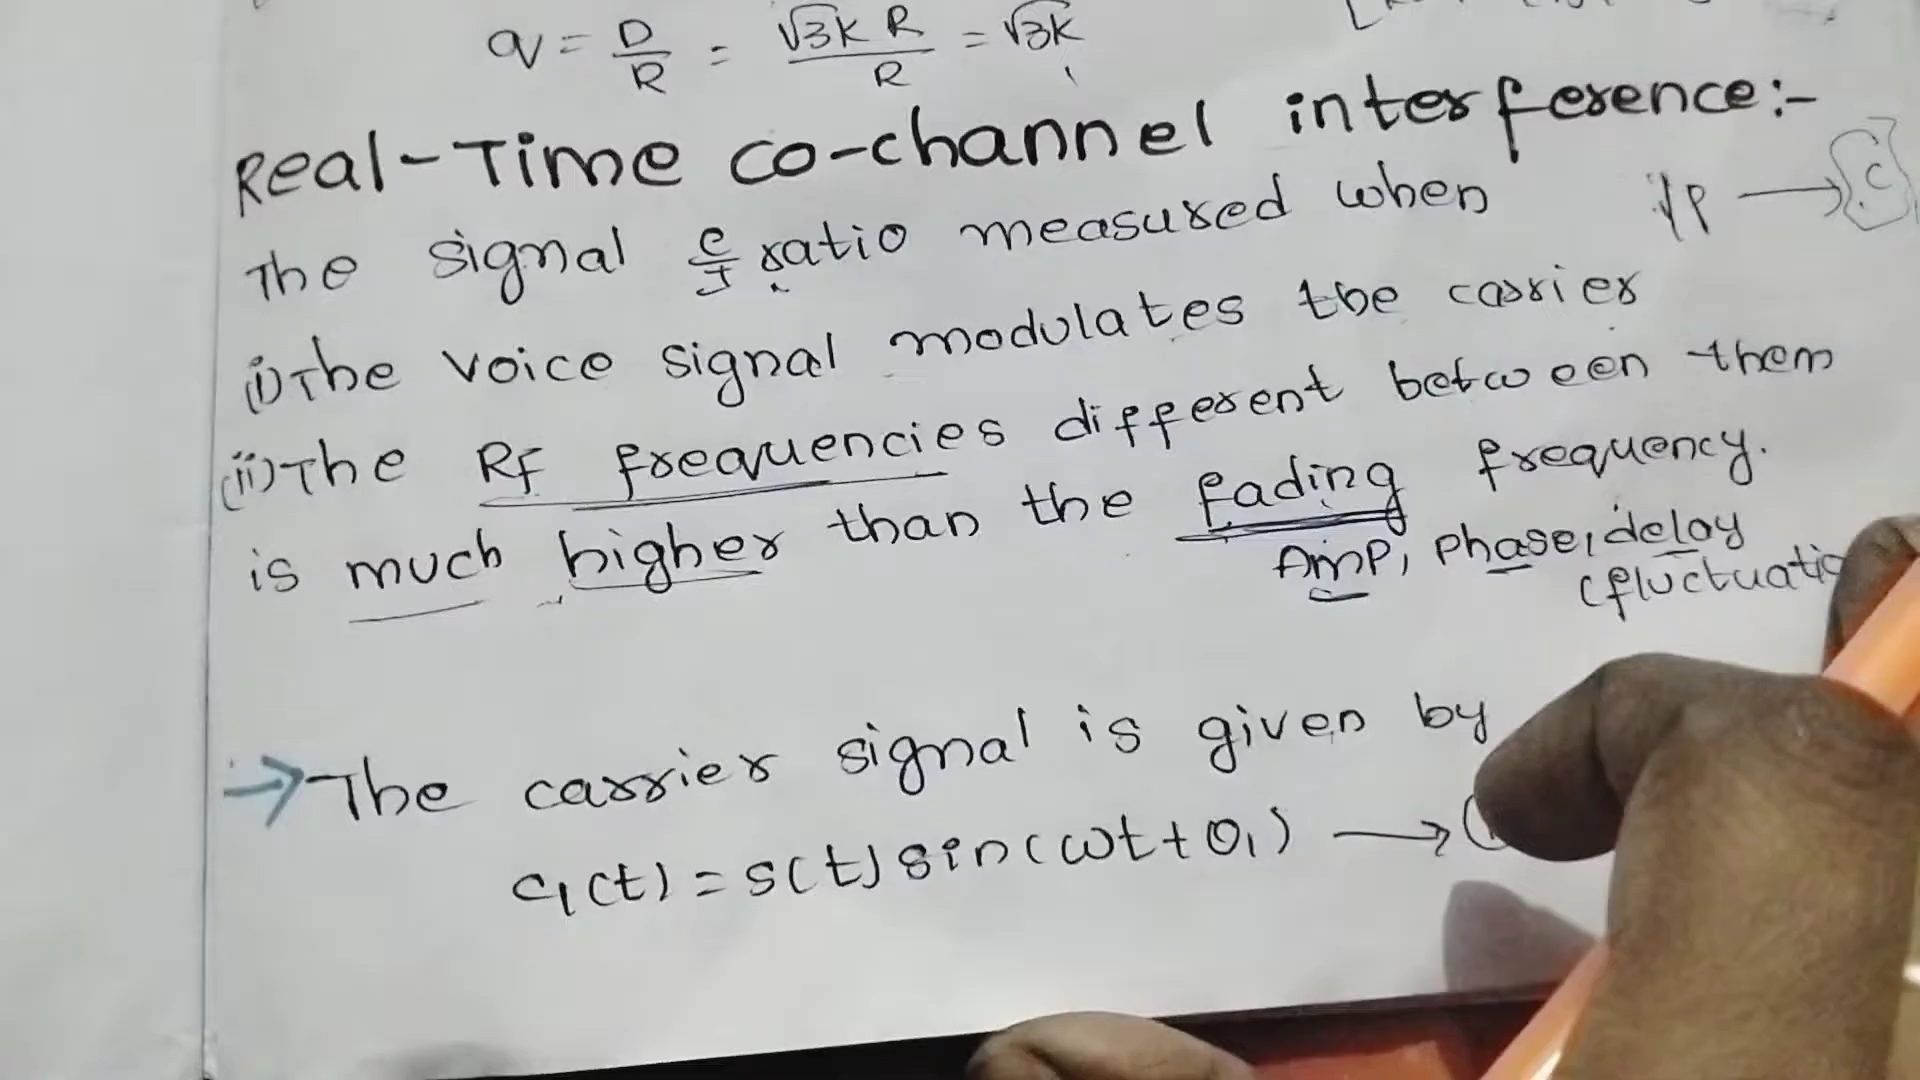 q = D/R = √3K R/R = √3K
Real-Time co-channel interference:-
The signal C/I ratio measured when
(i) The voice signal modulates the carrier
(ii) The RF frequencies different between them
is much higher than the fading frequency.
Amp, phase, delay
(fluctuatio
→ The carrier signal is given by
C1(t) = s(t) sin(ωt + θ1) →